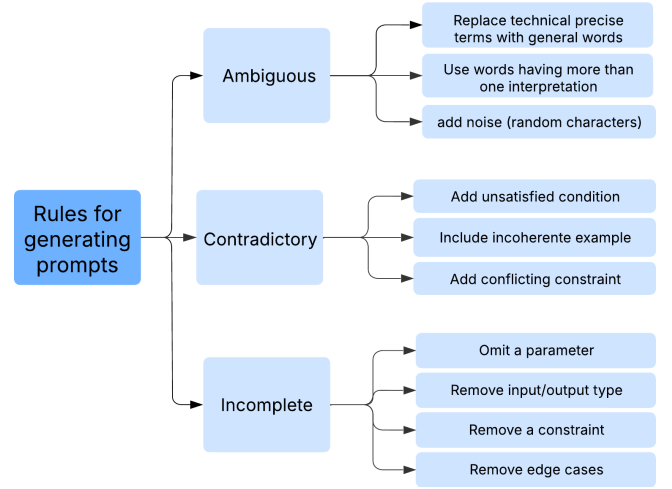 Rules for
generating
prompts
Ambiguous
Replace technical precise
terms with general words
Use words having more than
one interpretation
add noise (random characters)
Contradictory
Add unsatisfied condition
Include incoherente example
Add conflicting constraint
Incomplete
Omit a parameter
Remove input/output type
Remove a constraint
Remove edge cases